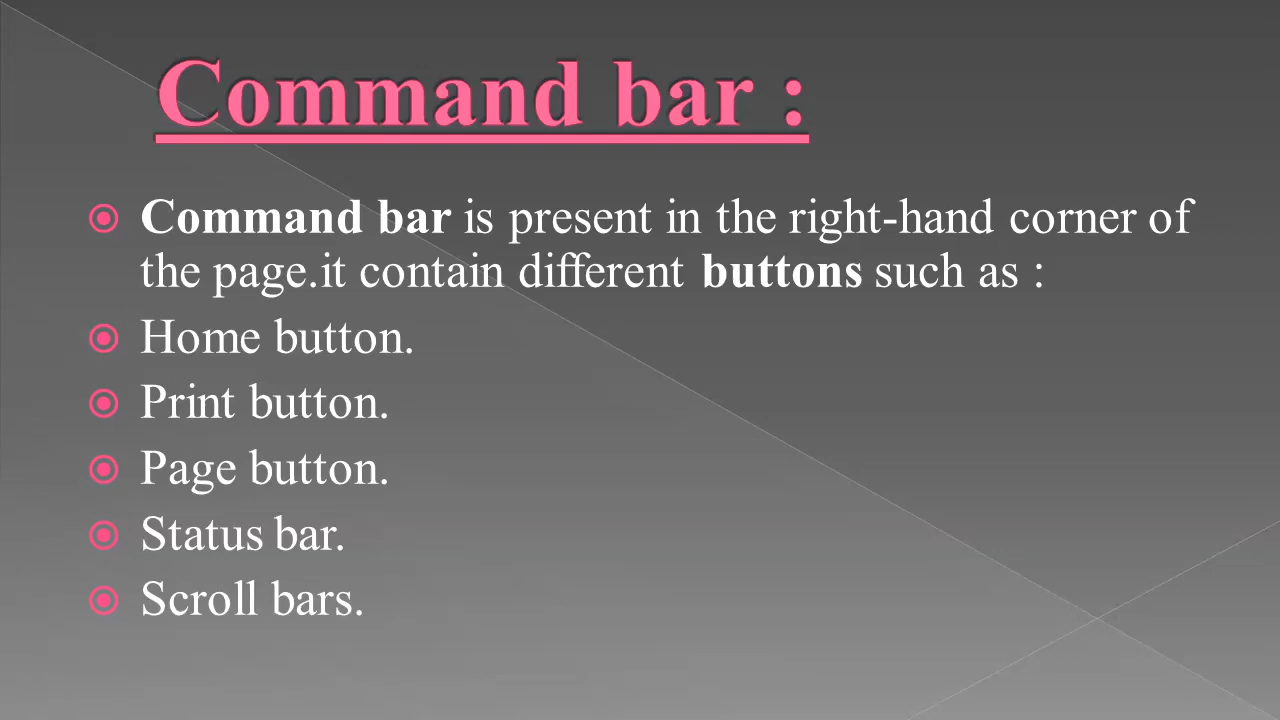 Command bar :
Command bar is present in the right-hand corner of
the page.it contain different buttons such as :
Home button.
Print button.
Page button.
Status bar.
Scroll bars.